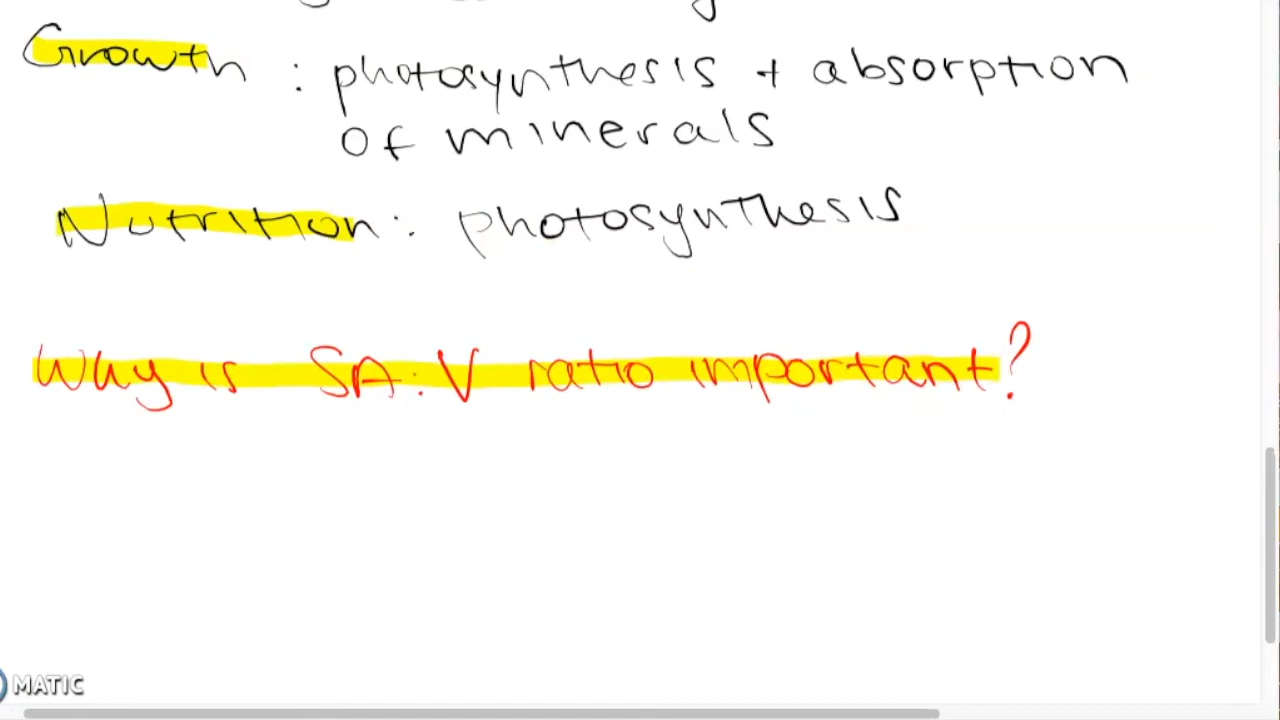 Growth : photosynthesis + absorption
of minerals
Nutrition: photosynthesis
Why is SA:V ratio important?
MATIC